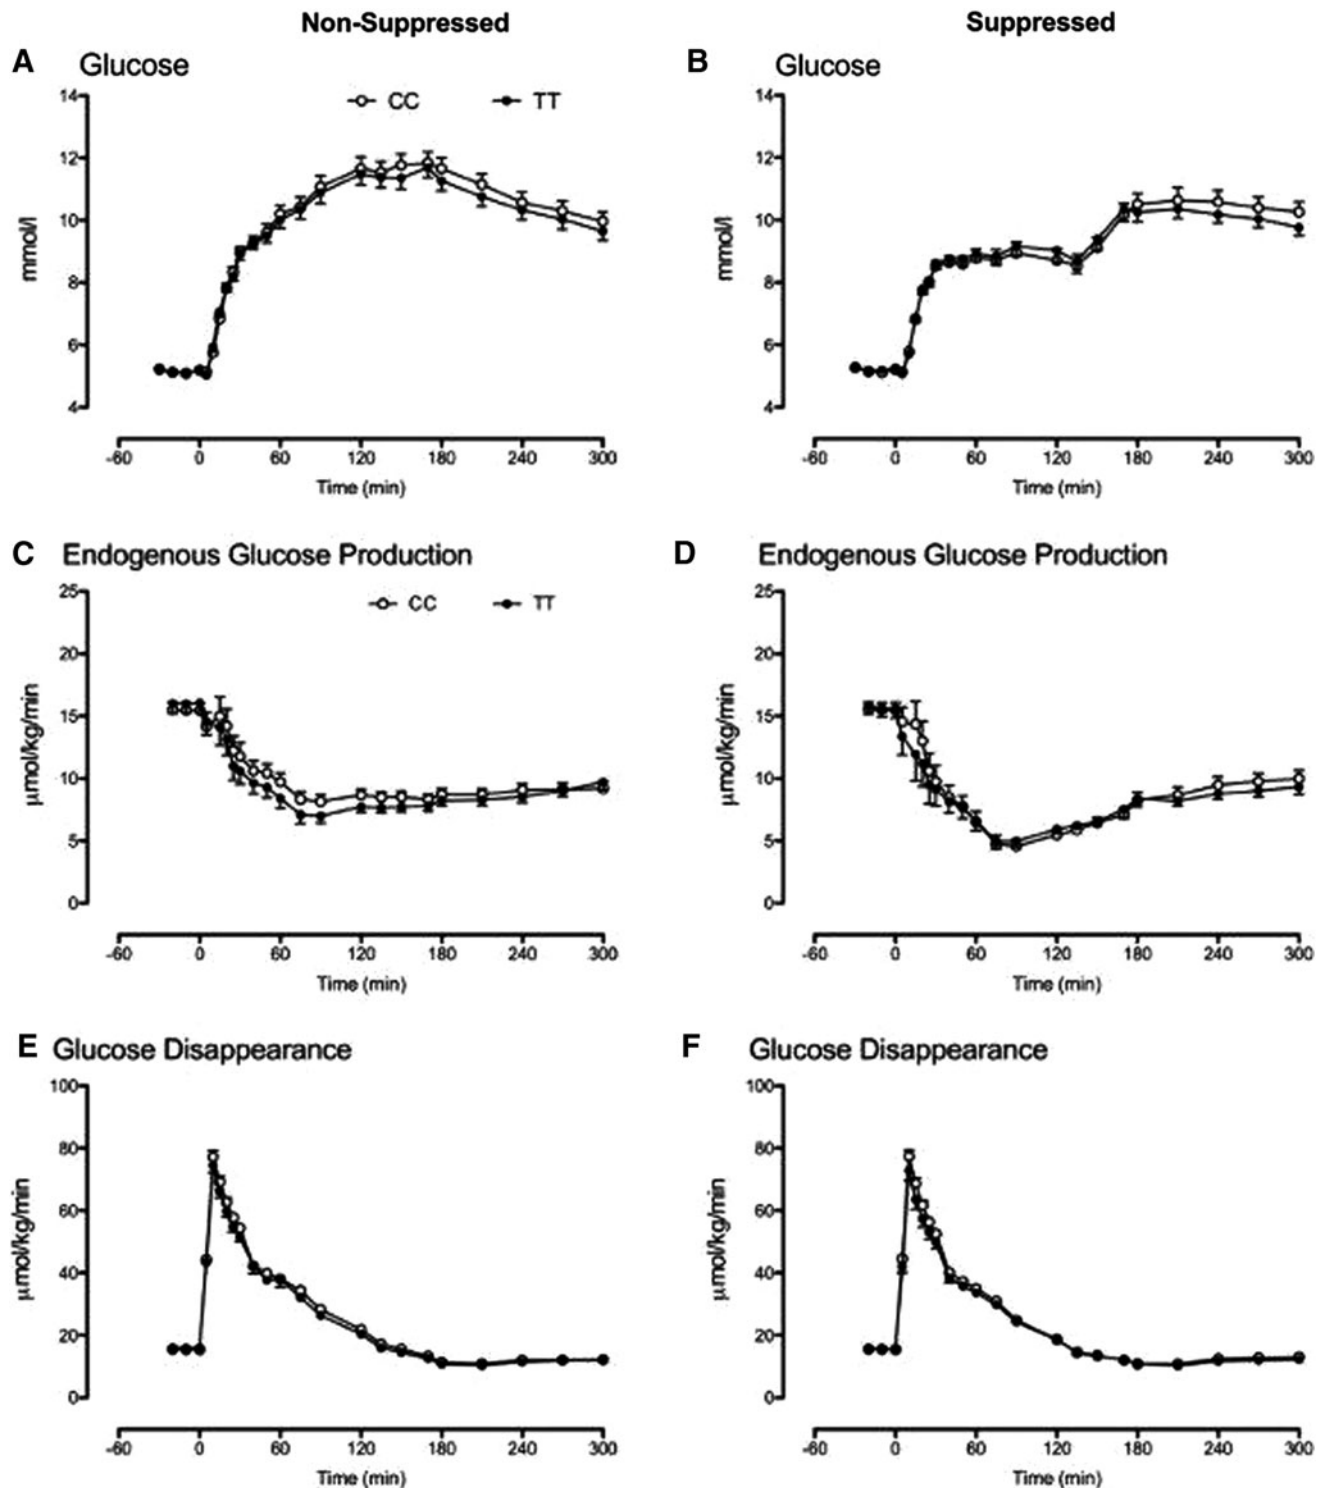 Non-Suppressed
Suppressed
A Glucose
B Glucose
CC TT
14
12
10
8
6
4
mmol/l
-60 0 60 120 180 240 300
Time (min)
14
12
10
8
6
4
mmol/l
-60 0 60 120 180 240 300
Time (min)
C Endogenous Glucose Production
D Endogenous Glucose Production
CC TT
25
20
15
10
5
0
μmol/kg/min
-60 0 60 120 180 240 300
Time (min)
25
20
15
10
5
0
μmol/kg/min
-60 0 60 120 180 240 300
Time (min)
E Glucose Disappearance
F Glucose Disappearance
100
80
60
40
20
0
μmol/kg/min
-60 0 60 120 180 240 300
Time (min)
100
80
60
40
20
0
μmol/kg/min
-60 0 60 120 180 240 300
Time (min)